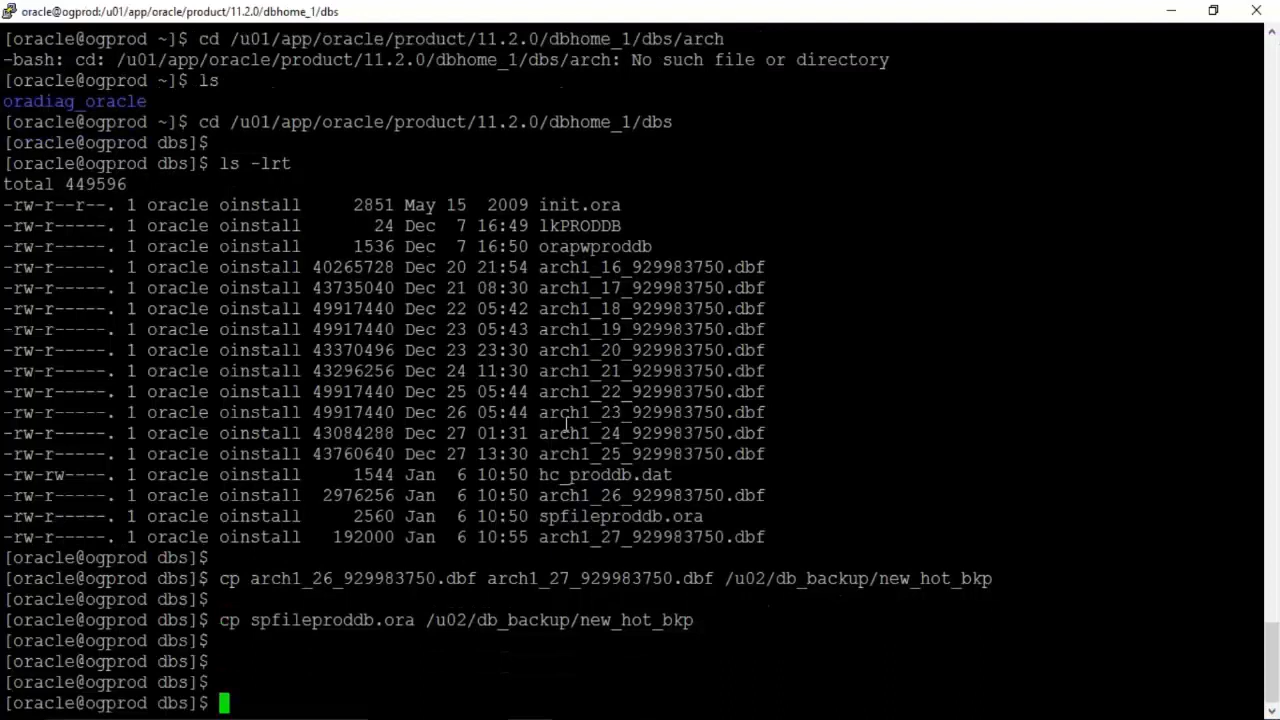 oracle@ogprod:/u01/app/oracle/product/11.2.0/dbhome_1/dbs
[oracle@ogprod ~]$ cd /u01/app/oracle/product/11.2.0/dbhome_1/dbs/arch
-bash: cd: /u01/app/oracle/product/11.2.0/dbhome_1/dbs/arch: No such file or directory
[oracle@ogprod ~]$ ls
oradiag_oracle
[oracle@ogprod ~]$ cd /u01/app/oracle/product/11.2.0/dbhome_1/dbs
[oracle@ogprod dbs]$
[oracle@ogprod dbs]$ ls -lrt
total 449596
-rw-r--r--. 1 oracle oinstall     2851 May 15  2009 init.ora
-rw-r-----. 1 oracle oinstall       24 Dec  7 16:49 lkPRODDB
-rw-r-----. 1 oracle oinstall     1536 Dec  7 16:50 orapwproddb
-rw-r-----. 1 oracle oinstall 40265728 Dec 20 21:54 arch1_16_929983750.dbf
-rw-r-----. 1 oracle oinstall 43735040 Dec 21 08:30 arch1_17_929983750.dbf
-rw-r-----. 1 oracle oinstall 49917440 Dec 22 05:42 arch1_18_929983750.dbf
-rw-r-----. 1 oracle oinstall 49917440 Dec 23 05:43 arch1_19_929983750.dbf
-rw-r-----. 1 oracle oinstall 43370496 Dec 23 23:30 arch1_20_929983750.dbf
-rw-r-----. 1 oracle oinstall 43296256 Dec 24 11:30 arch1_21_929983750.dbf
-rw-r-----. 1 oracle oinstall 49917440 Dec 25 05:44 arch1_22_929983750.dbf
-rw-r-----. 1 oracle oinstall 49917440 Dec 26 05:44 arch1_23_929983750.dbf
-rw-r-----. 1 oracle oinstall 43084288 Dec 27 01:31 arch1_24_929983750.dbf
-rw-r-----. 1 oracle oinstall 43760640 Dec 27 13:30 arch1_25_929983750.dbf
-rw-rw----. 1 oracle oinstall     1544 Jan  6 10:50 hc_proddb.dat
-rw-r-----. 1 oracle oinstall  2976256 Jan  6 10:50 arch1_26_929983750.dbf
-rw-r-----. 1 oracle oinstall     2560 Jan  6 10:50 spfileproddb.ora
-rw-r-----. 1 oracle oinstall   192000 Jan  6 10:55 arch1_27_929983750.dbf
[oracle@ogprod dbs]$
[oracle@ogprod dbs]$ cp arch1_26_929983750.dbf arch1_27_929983750.dbf /u02/db_backup/new_hot_bkp
[oracle@ogprod dbs]$
[oracle@ogprod dbs]$ cp spfileproddb.ora /u02/db_backup/new_hot_bkp
[oracle@ogprod dbs]$
[oracle@ogprod dbs]$
[oracle@ogprod dbs]$
[oracle@ogprod dbs]$